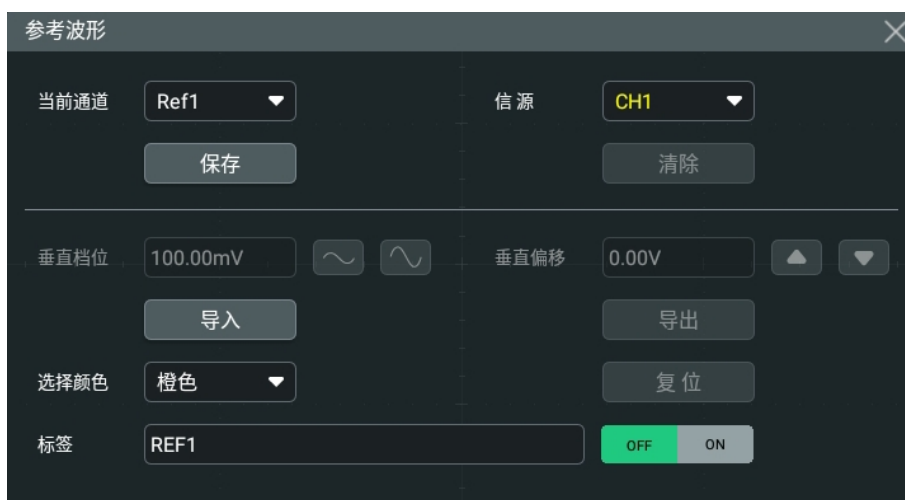 参考波形
当前通道 Ref1 信源 CH1
保存 清除
垂直档位 100.00mV 垂直偏移 0.00V
导入 导出
选择颜色 橙色 复位
标签 REF1 OFF ON